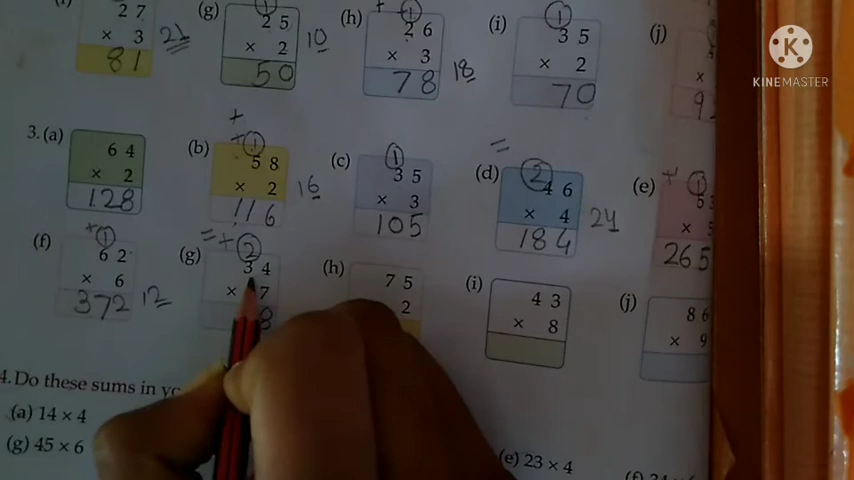 27 (g) 25 (h) + 1 26 (i) 1 35 (j)
× 3 21 × 2 10 × 3 18 × 2 ×
81 50 78 70 9
K
KINEMASTER
3. (a) 64 (b) + + 1 58 (c) 1 35 (d) = 2 46 (e) + 1 5
× 2 × 2 16 × 3 × 4 24 ×
128 116 105 184 265
(f) + 1 62 (g) = + 2 34 (h) 75 (i) 43 (j) 86
× 6 × 7 2 × 8 × 9
372 12 8
4. Do these sums in
(a) 14 × 4 (e) 23 × 4
(g) 45 × 6